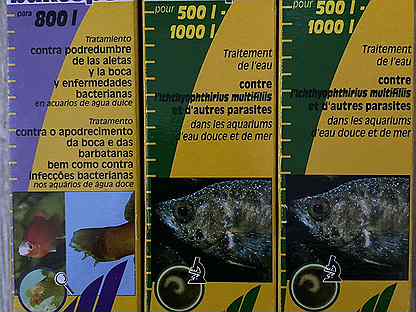 para 800 l
Tratamiento
contra podredumbre
de las aletas
y la boca
y enfermedades
bacterianas
en acuarios de agua dulce
Tratamento
contra o apodrecimento
da boca e das
barbatanas
bem como contra
infecções bacterianas
nos aquários de água doce
pour 500 l -
1000 l
Traitement
de l'eau
contre
l'Ichthyophthirius multifiliis
et d'autres parasites
dans les aquariums
d'eau douce et de mer
pour 500 l -
1000 l
Traitement
de l'eau
contre
l'Ichthyophthirius multifiliis
et d'autres parasites
dans les aquariums
d'eau douce et de mer